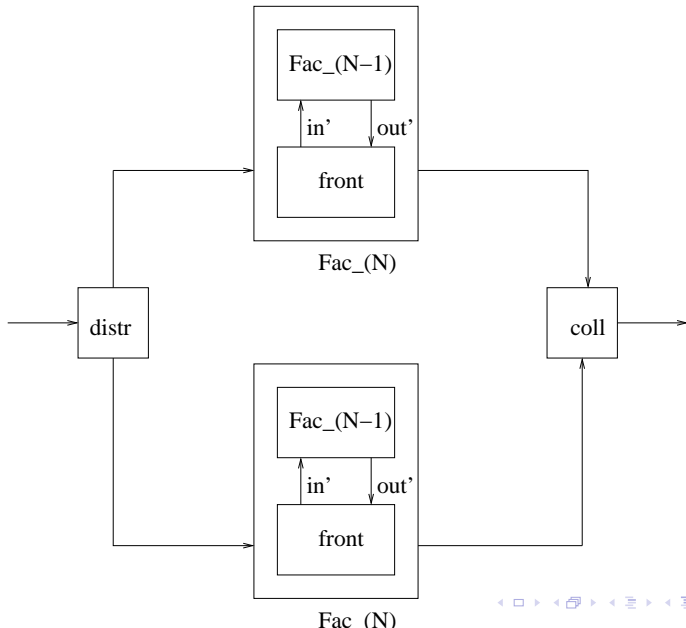 Fac_(N−1)
in’ out’
front
Fac_(N)
distr
coll
Fac_(N−1)
in’ out’
front
Fac_(N)